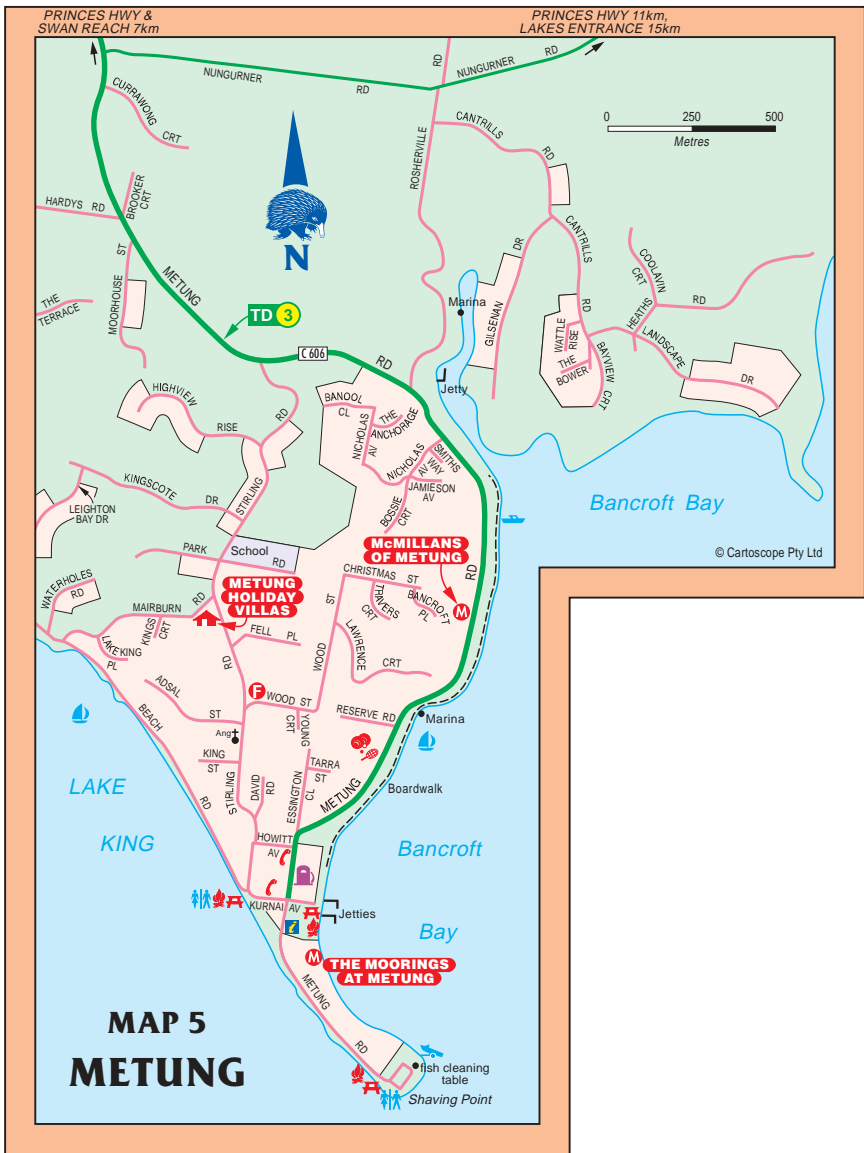 PRINCES HWY &
SWAN REACH 7km
PRINCES HWY 11km,
LAKES ENTRANCE 15km
NUNGURNER
RD
NUNGURNER
RD
RD
CURRAWONG
CRT
ROSHERVILLE
CANTRILLS
RD
0 250 500
Metres
HARDYS RD
BROOKER
CRT
MOORHOUSE
ST
THE
TERRACE
N
METUNG
RD
TD 3
C 606
Marina
Jetty
GILSENAN
DR
CANTRILLS
RD
COOLAVIN
CRT
HEATHS
RD
LANDSCAPE
DR
WATTLE
RISE
THE
BOWER
BAYVIEW
CRT
HIGHVIEW
RISE
STIRLING
RD
BANOOL
CL
NICHOLAS
AV
THE
ANCHORAGE
NICHOLAS
AV
SMITHS
WAY
JAMIESON
AV
BOSSIE
CRT
KINGSCOTE
DR
LEIGHTON
BAY DR
Bancroft Bay
© Cartoscope Pty Ltd
PARK
RD
School
McMILLANS
OF METUNG
M
RD
CHRISTMAS ST
TRAVERS
CRT
BANCROFT
PL
METUNG
HOLIDAY
VILLAS
WATERHOLES
RD
MAIRBURN
RD
KINGS
CRT
LAKE KING
PL
FELL PL
WOOD
ST
LAWRENCE
CRT
RD
F
WOOD ST
YOUNG
CRT
RESERVE RD
Marina
ADSAL
ST
Ang
KING
ST
BEACH
RD
STIRLING
DAVID
RD
TARRA
ST
ESSINGTON
CL
METUNG
Boardwalk
LAKE
KING
HOWITT
AV
Bancroft
Bay
KURNAI AV
Jetties
i
M
THE MOORINGS
AT METUNG
METUNG
RD
MAP 5
METUNG
fish cleaning
table
Shaving Point